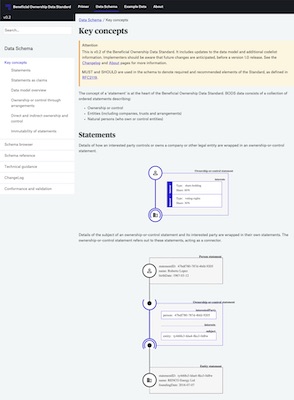 Beneficial Ownership Data Standard
Primer
Data Schema
Example Data
About
v0.2
Search...
Data Schema
Key concepts
Statements
Statements as claims
Data model overview
Ownership or control through
arrangements
Direct and indirect ownership and
control
Immutability of statements
Schema browser
Schema reference
Technical guidance
Changelog
Conformance and validation
Data Schema / Key concepts
Key concepts
Attention
This is v0.2 of the Beneficial Ownership Data Standard. It includes updates to the data model and additional codelist
information. Implementers should be aware that future changes are anticipated, before a version 1.0 release. See the
Changelog and About pages for more information.
MUST and SHOULD are used in the schema to denote required and recommended elements of the Standard, as defined in
RFC2119.
The concept of a 'statement' is at the heart of the Beneficial Ownership Data Standard. BODS data consists of a collection of
indexed statements describing:
Ownership or control
Entities (including companies, trusts and arrangements)
Natural persons (who own or control entities).
Statements
Details of how an interested party controls or owns a company or other legal entity are wrapped in an ownership or control
statement.
Ownership-or-control statement
interests
Type: shareholding
Share: 50%
Type: voting-rights
Share: 50%
Details of the subject of an ownership or control statement and its interested party are wrapped in their own statements. The
ownership-or-control statement refers out to these statements, acting as a connector.
Person statement
Ownership-or-control statement
interestedParty
interests
subject
Entity statement